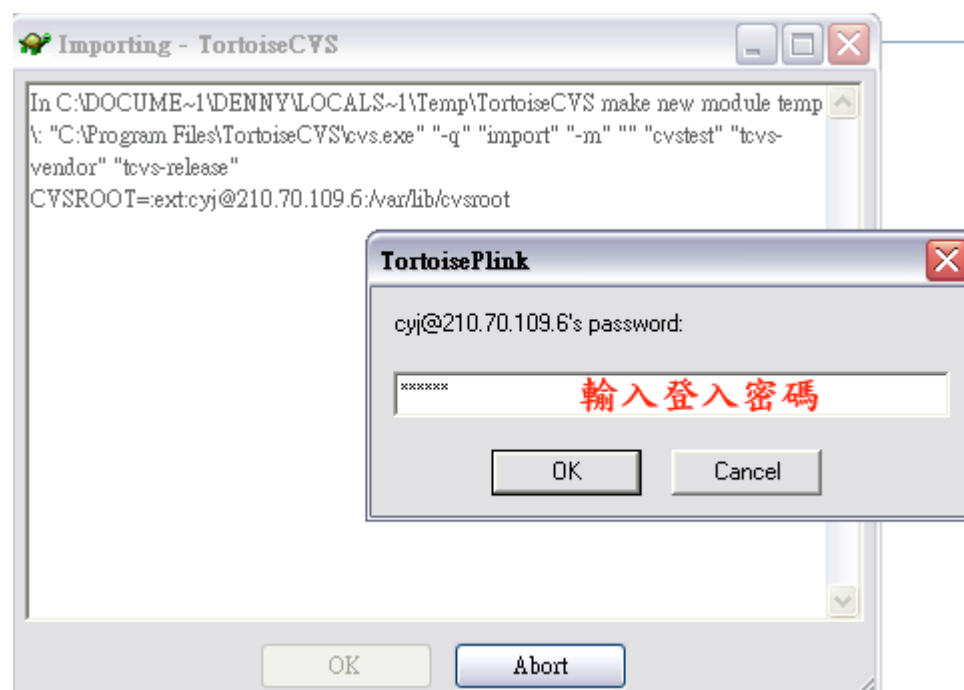 Importing - TortoiseCVS
In C:\DOCUME~1\DENNY\LOCALS~1\Temp\TortoiseCVS make new module temp
\: "C:\Program Files\TortoiseCVS\cvs.exe" "-q" "import" "-m" "" "cvstest" "tcvs-
vendor" "tcvs-release"
CVSROOT=:ext:cyj@210.70.109.6:/var/lib/cvsroot
TortoisePlink
cyj@210.70.109.6's password:
****** 輸入登入密碼
OK Cancel
OK Abort